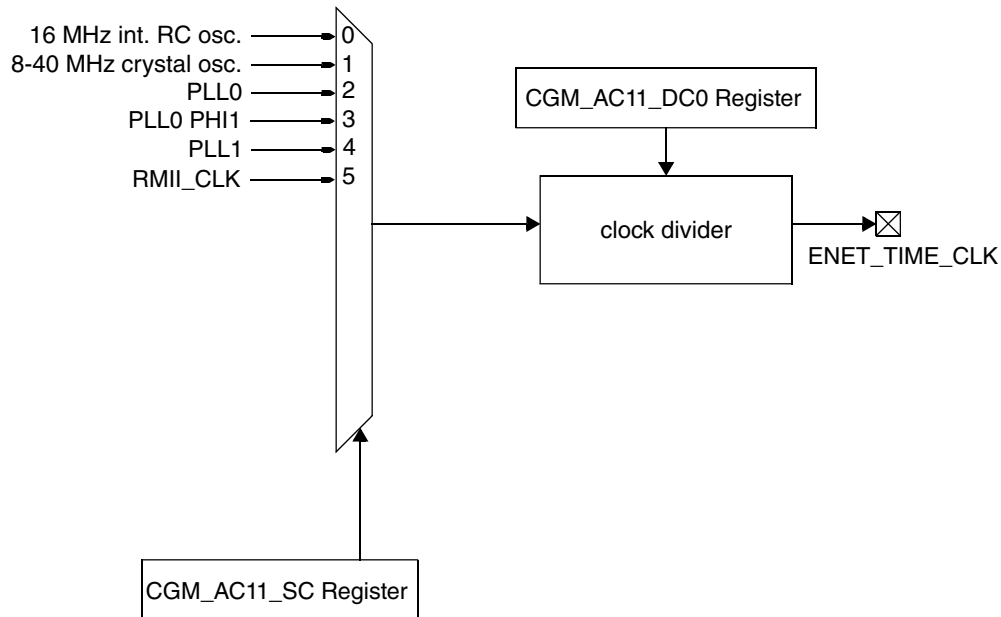 16 MHz int. RC osc. 0
8-40 MHz crystal osc. 1
PLL0 2
PLL0 PHI1 3
PLL1 4
RMII_CLK 5
CGM_AC11_DC0 Register
clock divider
ENET_TIME_CLK
CGM_AC11_SC Register